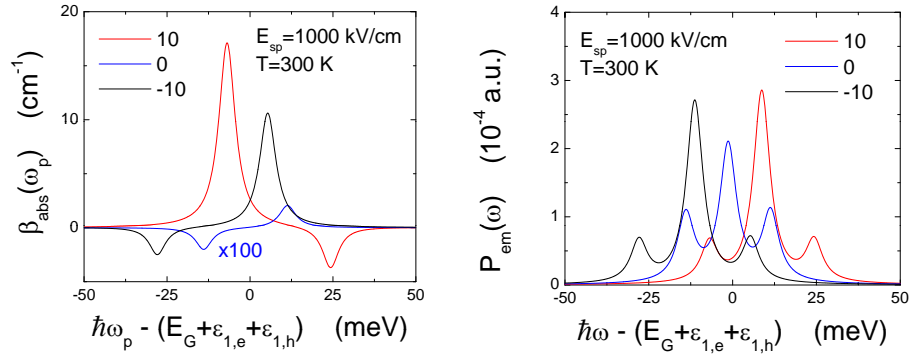 10
0
-10
E_sp=1000 kV/cm
T=300 K
20
10
0
x100
-50
-25
0
25
50
β_abs(ω_p) (cm⁻¹)
ħω_p - (E_G+ε_1,e+ε_1,h) (meV)
E_sp=1000 kV/cm
T=300 K
10
0
-10
4
3
2
1
0
-50
-25
0
25
50
P_em(ω) (10⁻⁴ a.u.)
ħω - (E_G+ε_1,e+ε_1,h) (meV)